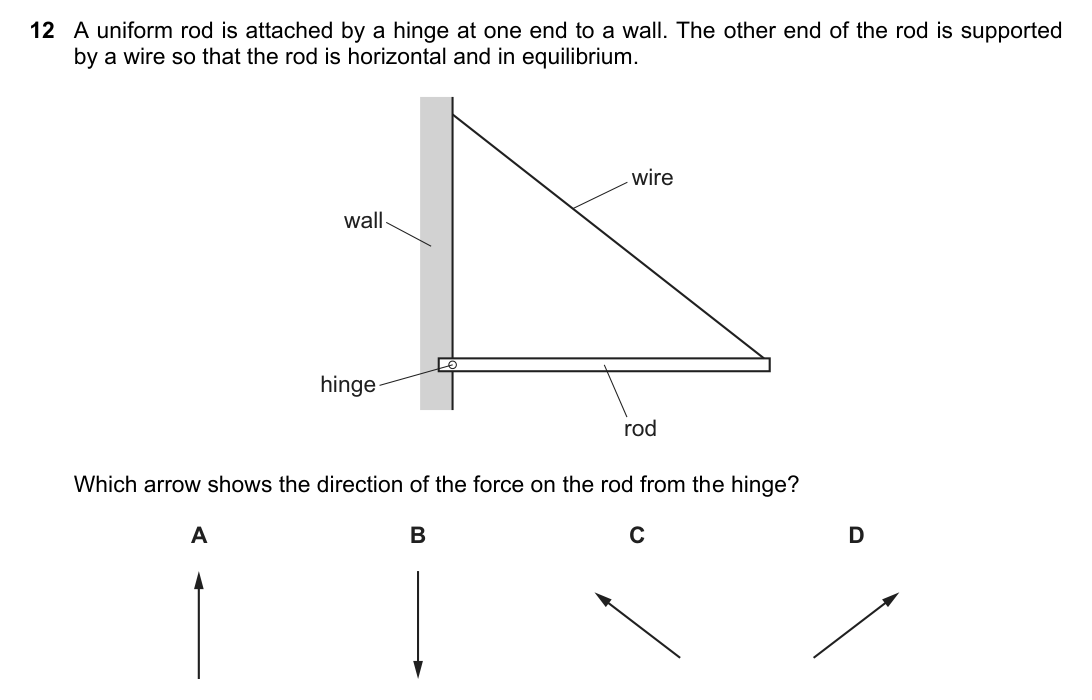 12 A uniform rod is attached by a hinge at one end to a wall. The other end of the rod is supported
by a wire so that the rod is horizontal and in equilibrium.
wire
wall
hinge
rod
Which arrow shows the direction of the force on the rod from the hinge?
A B C D